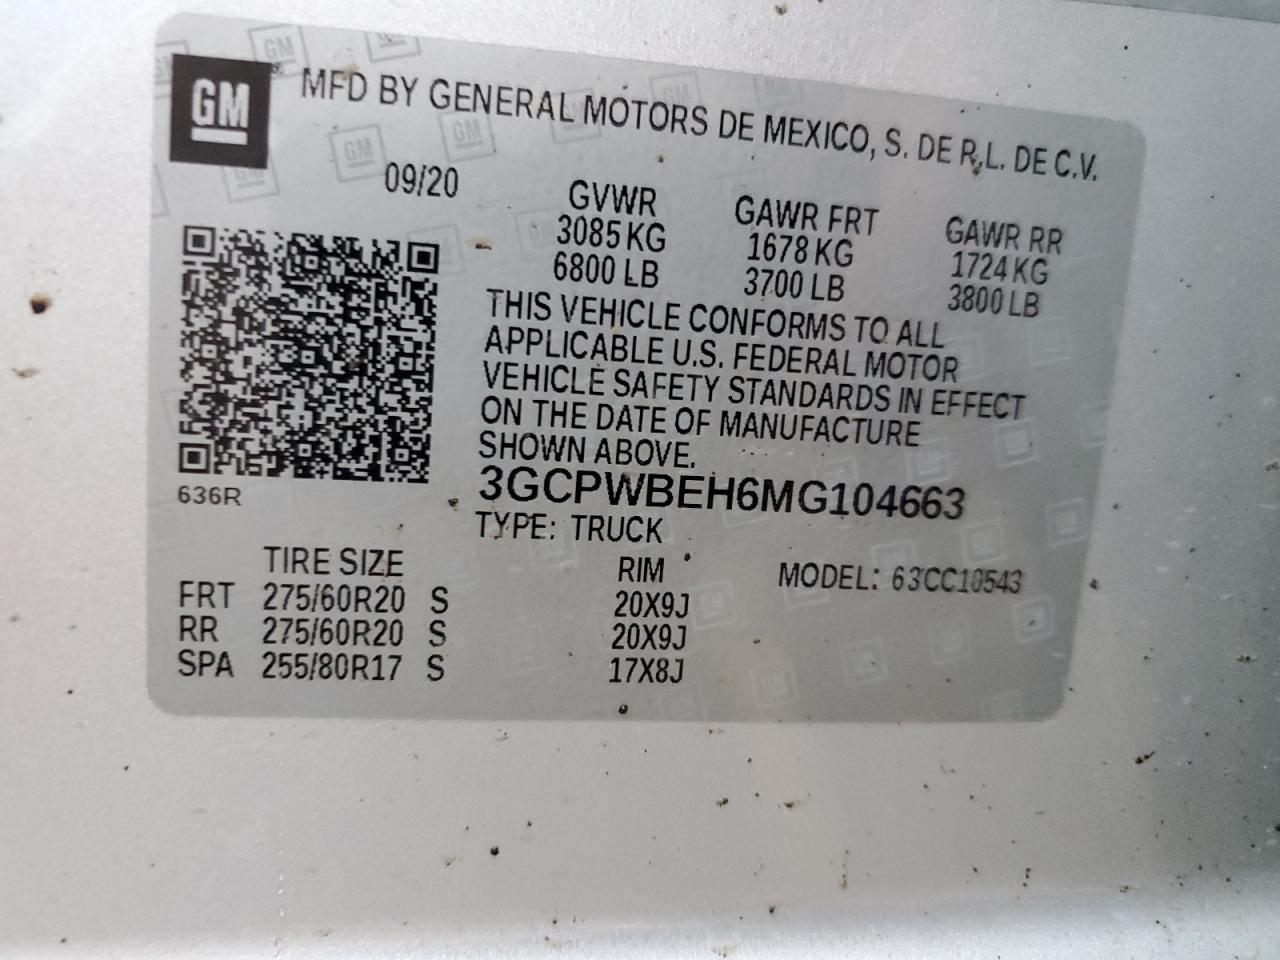 GM
MFD BY GENERAL MOTORS DE MEXICO, S. DE R.L. DE C.V.
09/20
GVWR GAWR FRT GAWR RR
3085 KG 1678 KG 1724 KG
6800 LB 3700 LB 3800 LB
THIS VEHICLE CONFORMS TO ALL
APPLICABLE U.S. FEDERAL MOTOR
VEHICLE SAFETY STANDARDS IN EFFECT
ON THE DATE OF MANUFACTURE
SHOWN ABOVE.
3GCPWBEH6MG104663
636R
TYPE: TRUCK
TIRE SIZE RIM MODEL: 63CC10543
FRT 275/60R20 S 20X9J
RR 275/60R20 S 20X9J
SPA 255/80R17 S 17X8J